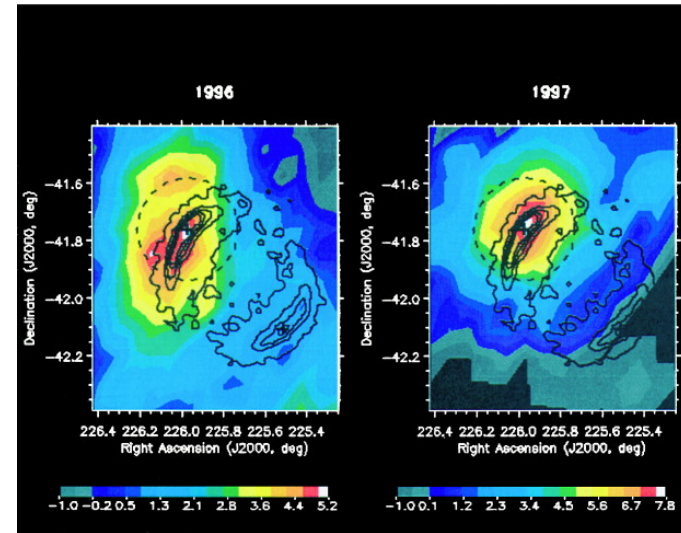 1996
1997
−41.6
−41.8
−42.0
−42.2
Declination (J2000, deg)
226.4 226.2 226.0 225.8 225.6 225.4
Right Ascension (J2000, deg)
−1.0 −0.2 0.5 1.3 2.1 2.8 3.6 4.4 5.2
−41.6
−41.8
−42.0
−42.2
Declination (J2000, deg)
226.4 226.2 226.0 225.8 225.6 225.4
Right Ascension (J2000, deg)
−1.0 0.1 1.2 2.3 3.4 4.5 5.6 6.7 7.8